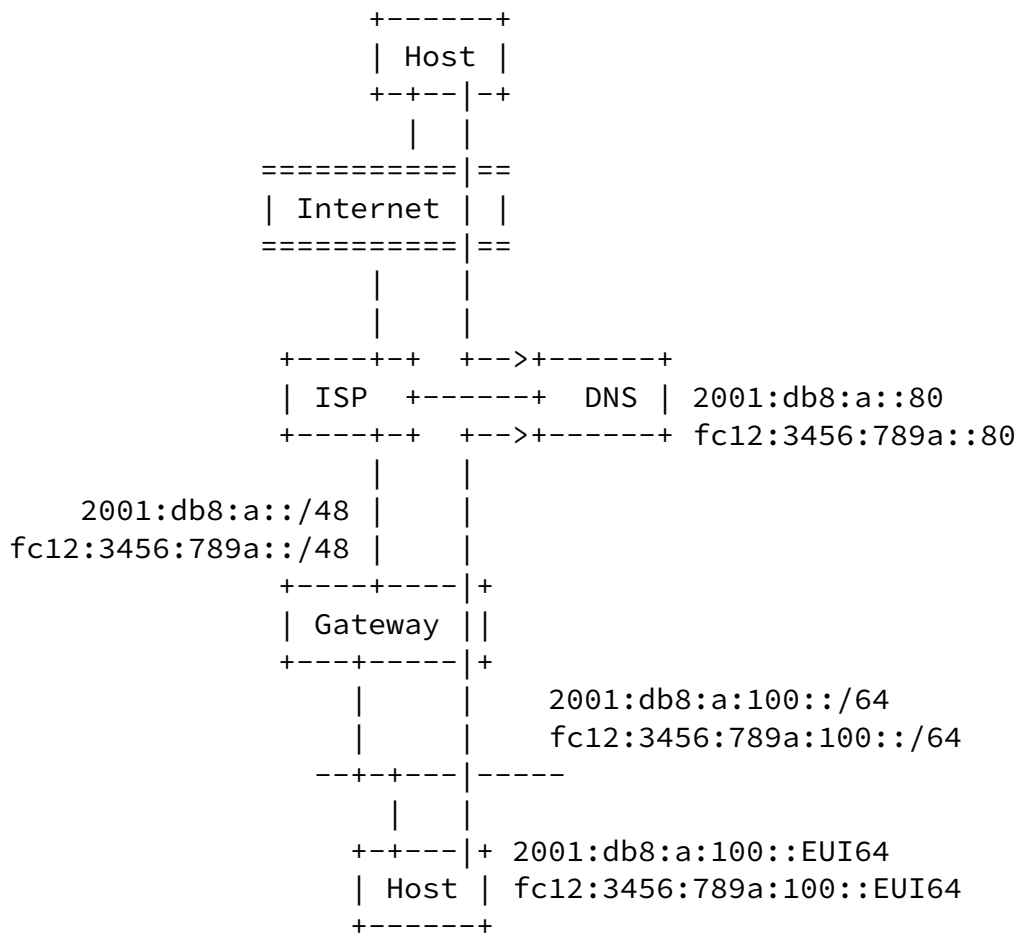 Host
Internet
ISP
DNS
2001:db8:a::80
fc12:3456:789a::80
2001:db8:a::/48
fc12:3456:789a::/48
Gateway
2001:db8:a:100::/64
fc12:3456:789a:100::/64
2001:db8:a:100::EUI64
Host fc12:3456:789a:100::EUI64